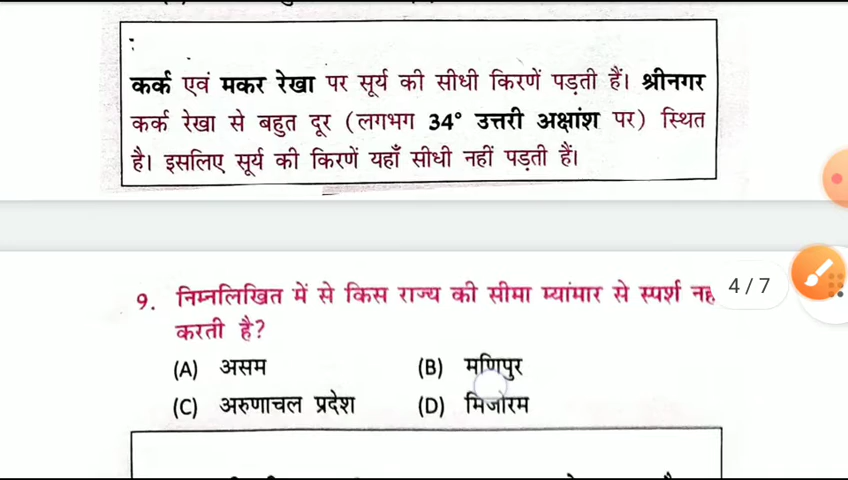 कर्क एवं मकर रेखा पर सूर्य की सीधी किरणें पड़ती हैं। श्रीनगर
कर्क रेखा से बहुत दूर (लगभग 34° उत्तरी अक्षांश पर) स्थित
है। इसलिए सूर्य की किरणें यहाँ सीधी नहीं पड़ती हैं।
4/7
9. निम्नलिखित में से किस राज्य की सीमा म्यांमार से स्पर्श
करती है?
(A) असम (B) मणिपुर
(C) अरुणाचल प्रदेश (D) मिजोरम